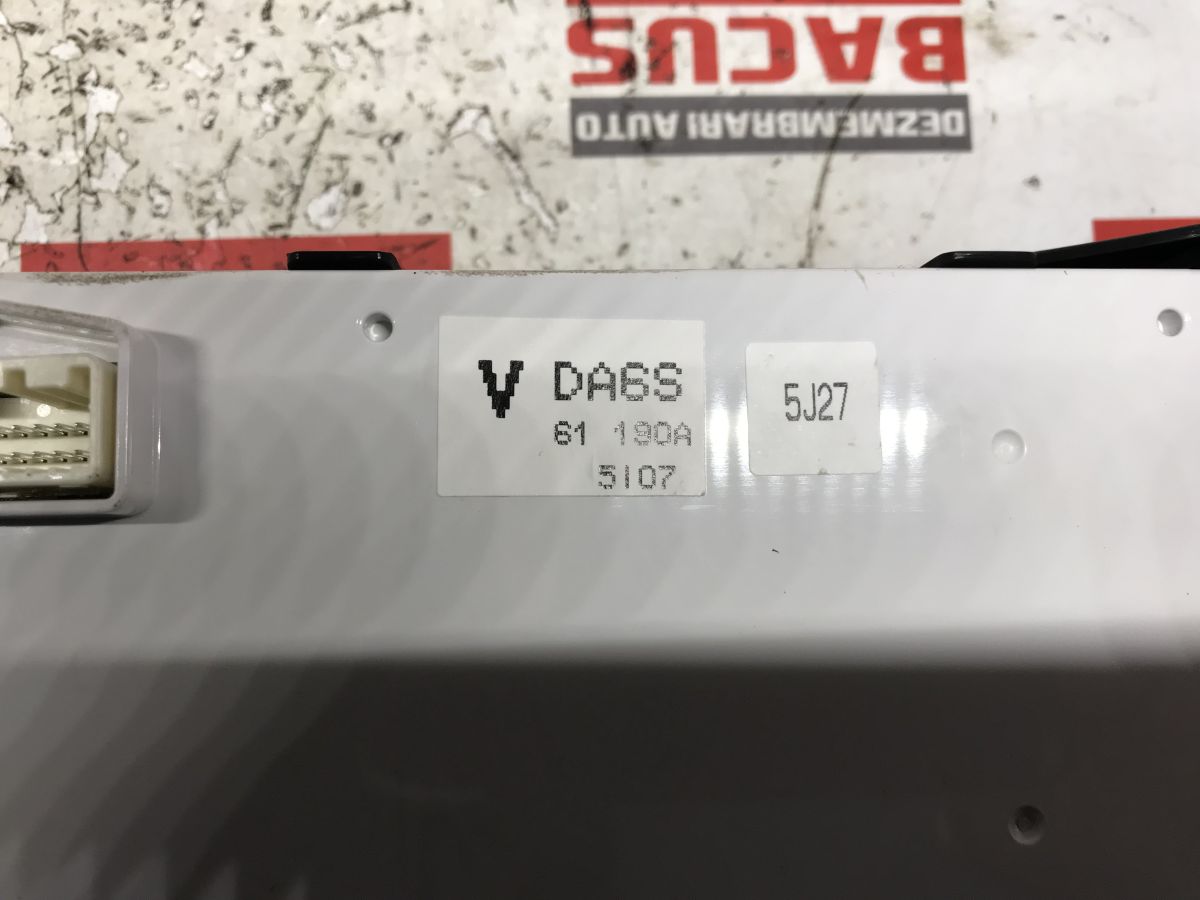 BACUS
DEZMEMBRARI AUTO
V DA6S
61 190A
5I07
5J27